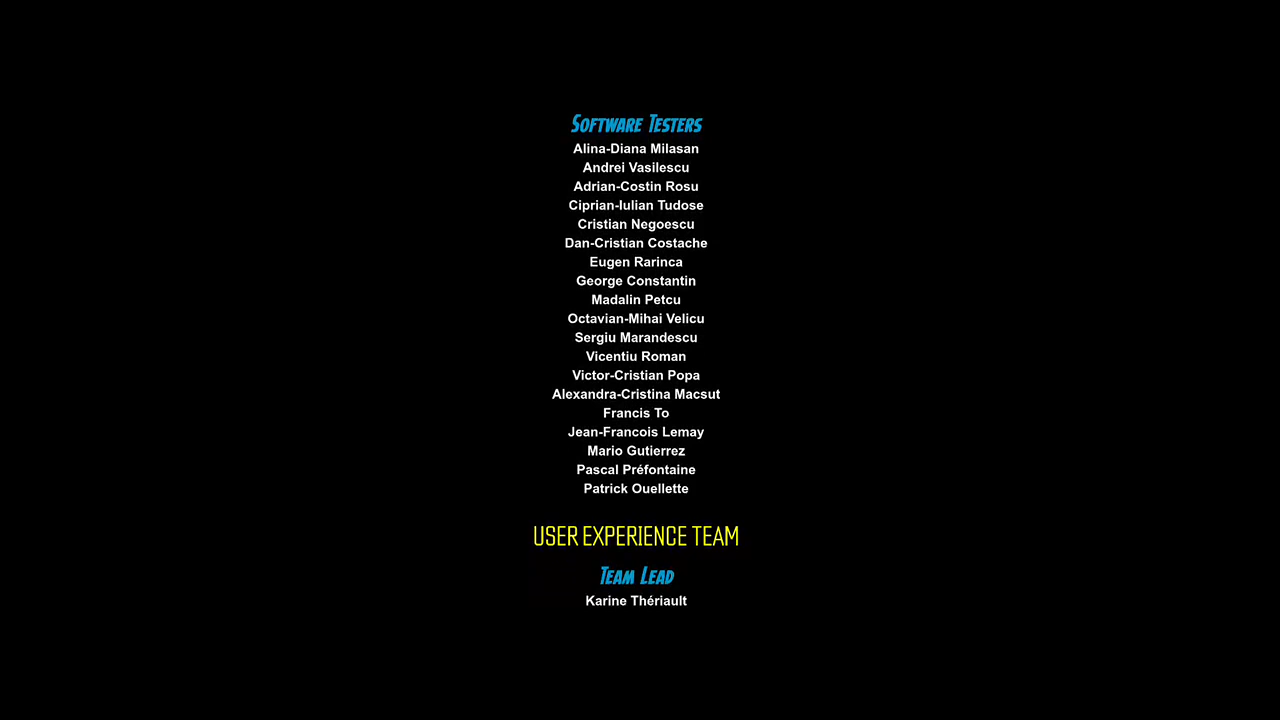 Software Testers
Alina-Diana Milasan
Andrei Vasilescu
Adrian-Costin Rosu
Ciprian-Iulian Tudose
Cristian Negoescu
Dan-Cristian Costache
Eugen Rarinca
George Constantin
Madalin Petcu
Octavian-Mihai Velicu
Sergiu Marandescu
Vicentiu Roman
Victor-Cristian Popa
Alexandra-Cristina Macsut
Francis To
Jean-Francois Lemay
Mario Gutierrez
Pascal Préfontaine
Patrick Ouellette
USER EXPERIENCE TEAM
Team Lead
Karine Thériault